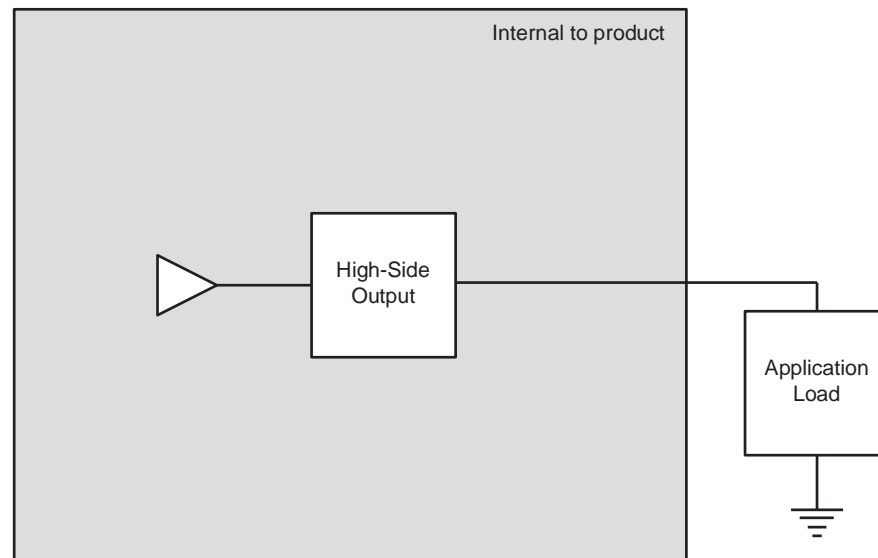 Internal to product
High-Side
Output
Application
Load